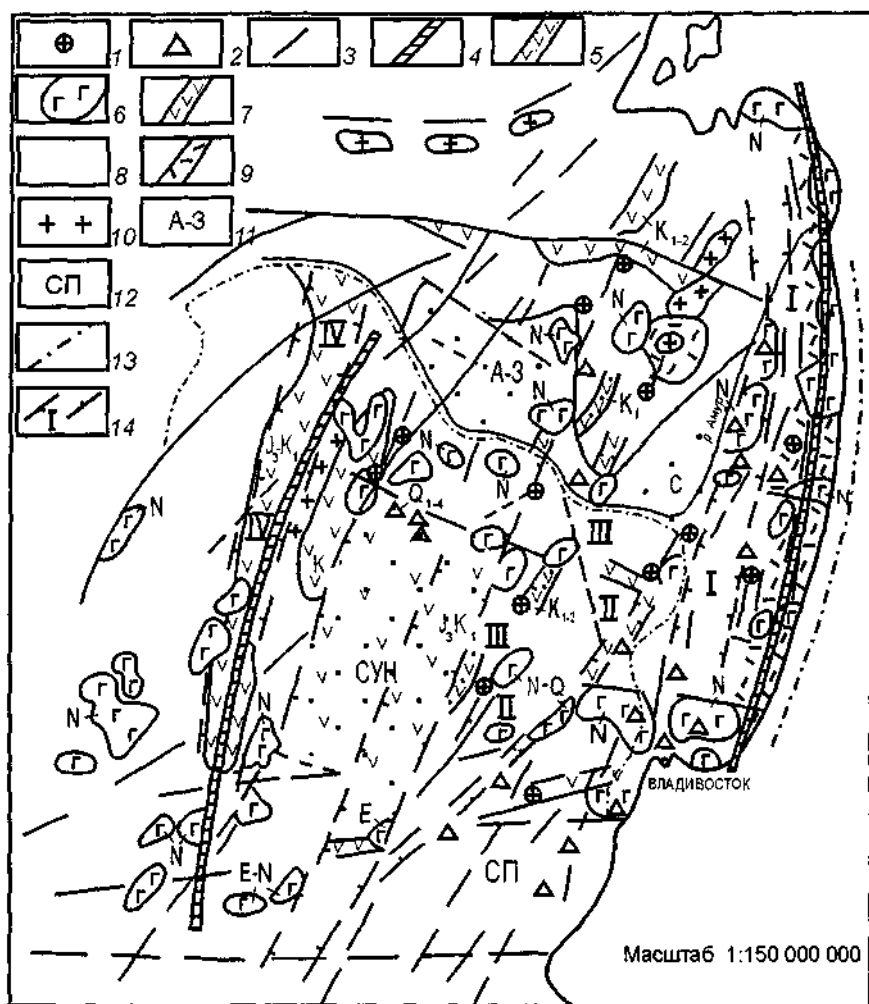 1
2
3
4
5
Г Г
6
7
8
9
10
А-З
11
СП
12
13
I
14
N
K₁₋₂
I
IV
N
N
А-З
N
N
K₁
N
р. Амур
J₃K₁
N
С
N
Q₁₋₄
N
N
III
N
IV
K
I
K₁₋₂
II
J₃K₁
III
СУН
N-Q
N
II
N
N
N
ВЛАДИВОСТОК
E
N
СП
E-N
Масштаб 1:150 000 000